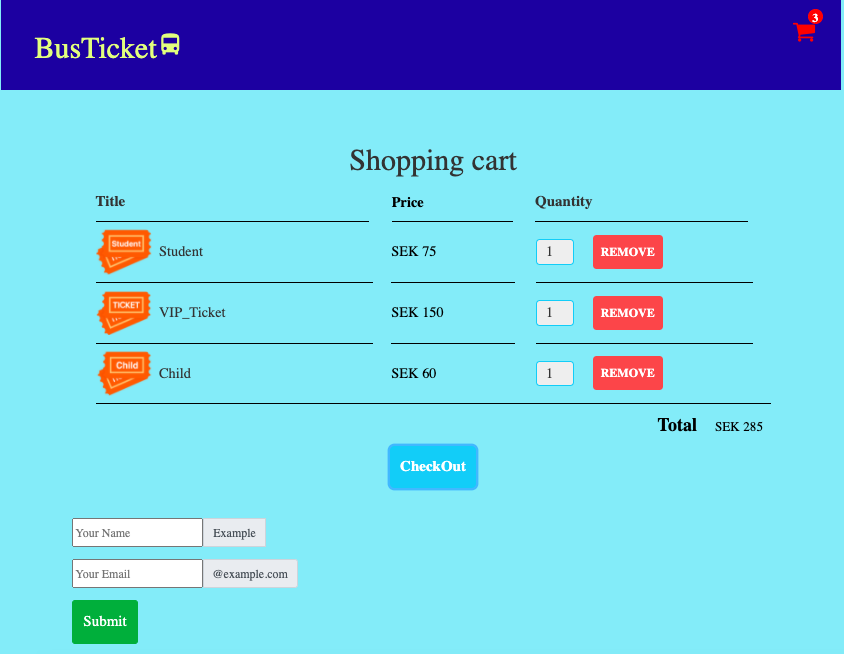 3
BusTicket
Shopping cart
Title Price Quantity
Student Student SEK 75 1 REMOVE
TICKET VIP_Ticket SEK 150 1 REMOVE
Child Child SEK 60 1 REMOVE
Total SEK 285
CheckOut
Your Name Example
Your Email @example.com
Submit